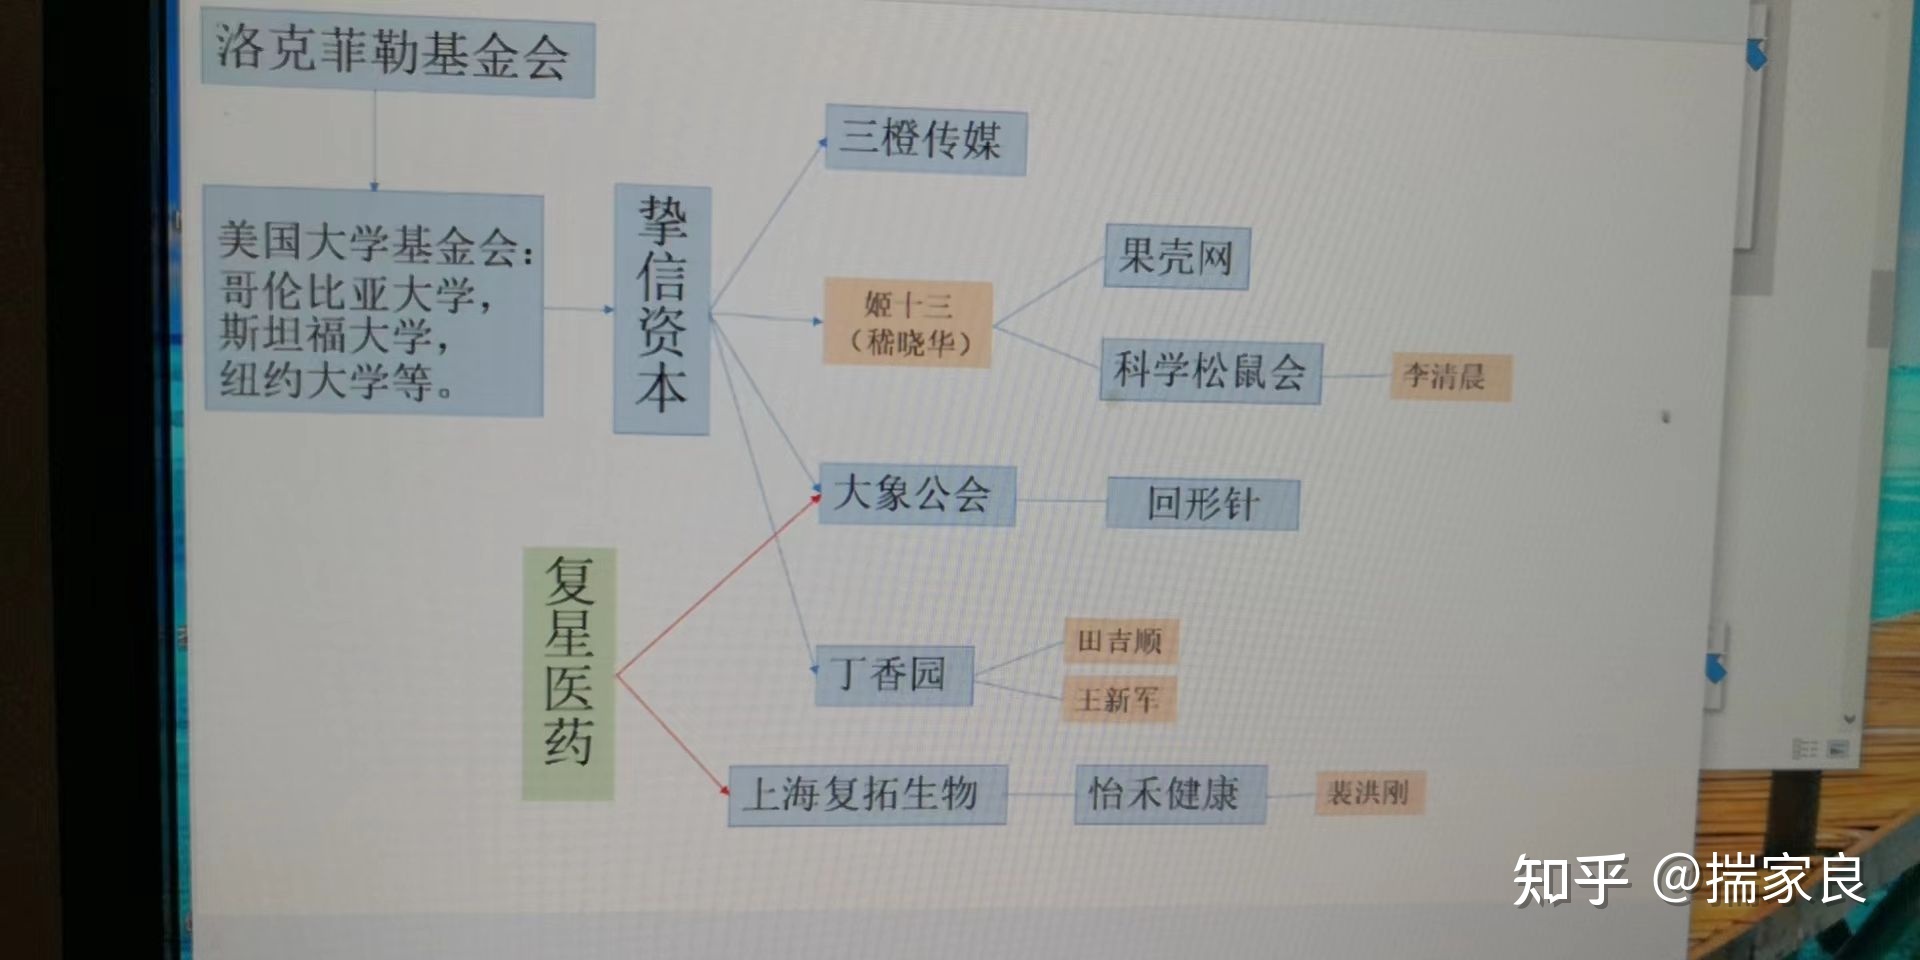 洛克菲勒基金会
美国大学基金会：
哥伦比亚大学，
斯坦福大学，
纽约大学等。
挚信资本
三橙传媒
姬十三
（嵇晓华）
果壳网
科学松鼠会
李清晨
大象公会
回形针
复星医药
丁香园
田吉顺
王新军
上海复拓生物
怡禾健康
裴洪刚
知乎 @揣家良